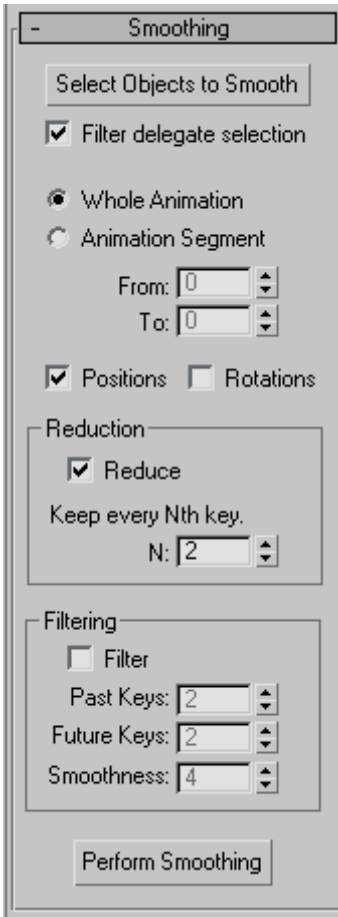 - Smoothing
Select Objects to Smooth
Filter delegate selection
Whole Animation
Animation Segment
From: 0
To: 0
Positions Rotations
Reduction
Reduce
Keep every Nth key.
N: 2
Filtering
Filter
Past Keys: 2
Future Keys: 2
Smoothness: 4
Perform Smoothing